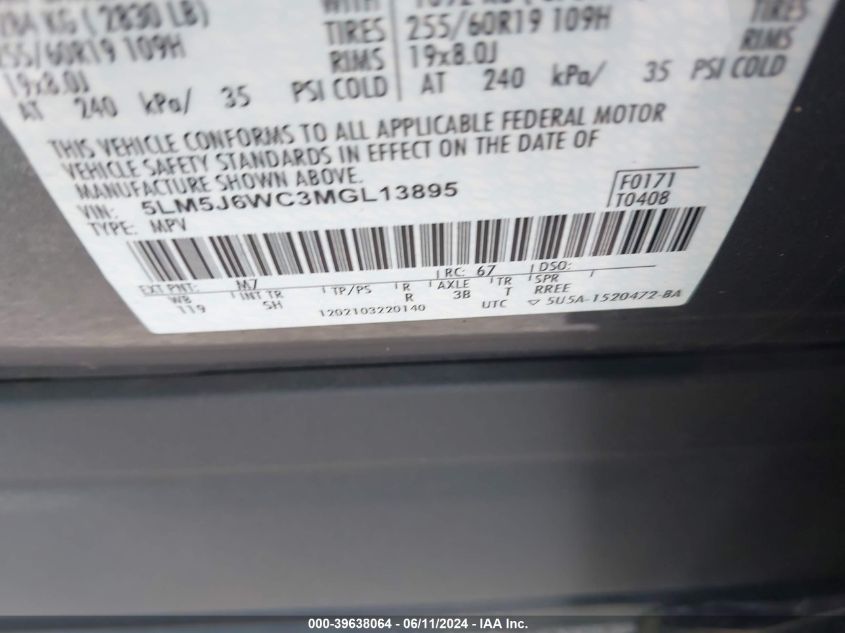 284 KG ( 2830 LB) WITH
255/60R19 109H TIRES 255/60R19 109H TIRES
19x8.0J RIMS 19x8.0J RIMS
AT 240 kPa/ 35 PSI COLD AT 240 kPa/ 35 PSI COLD
THIS VEHICLE CONFORMS TO ALL APPLICABLE FEDERAL MOTOR
VEHICLE SAFETY STANDARDS IN EFFECT ON THE DATE OF
MANUFACTURE SHOWN ABOVE.
VIN: 5LM5J6WC3MGL13895 F0171
TYPE: MPV T0408
EXT PNT: M7 RC: 67 DSO:
WB INT TR TP/PS R AXLE TR SPR
119 5H R 3B T RREE
1202103220140 UTC ▽ 5U5A-1520472-BA
000-39638064 - 06/11/2024 - IAA Inc.